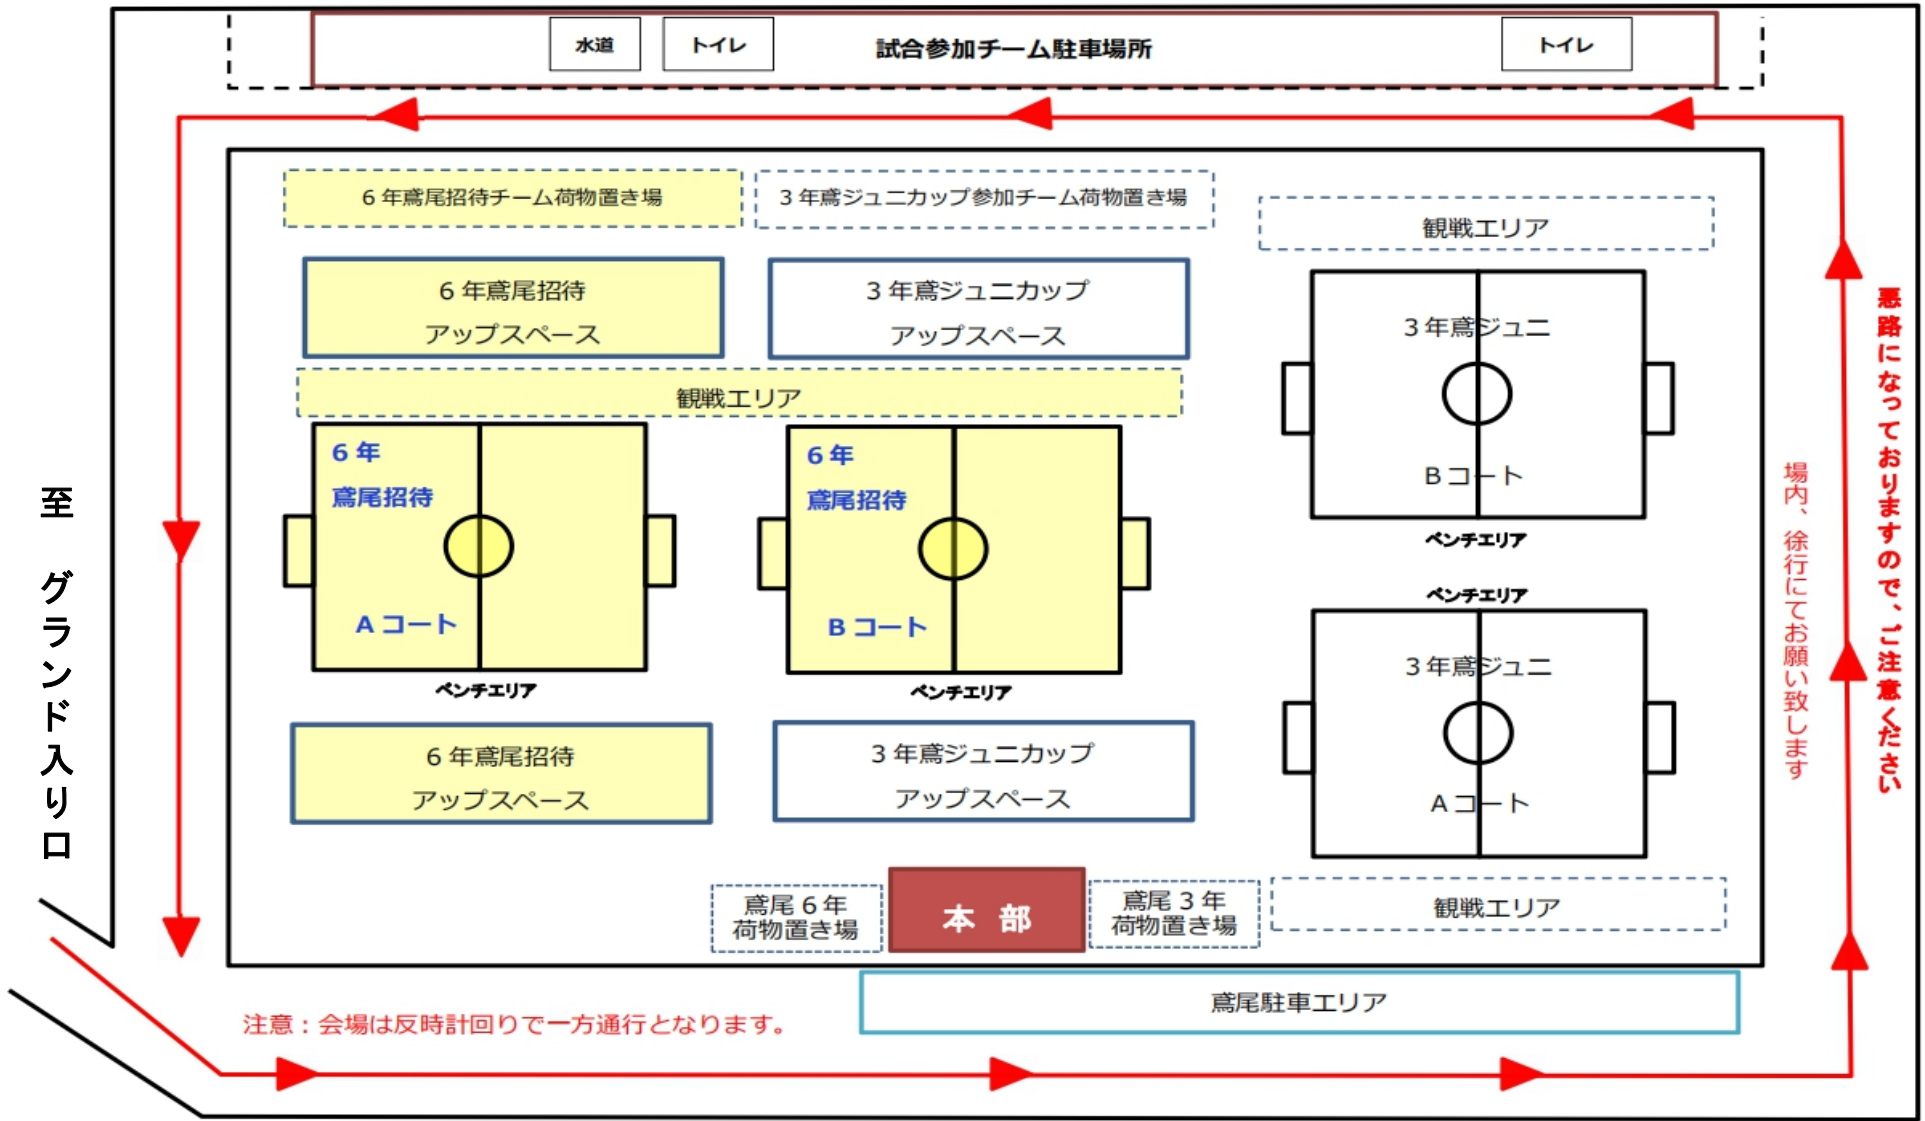 水道
トイレ
試合参加チーム駐車場所
トイレ
6年鳶尾招待チーム荷物置き場
3年鳶ジュニカップ参加チーム荷物置き場
観戦エリア
6年鳶尾招待
アップスペース
3年鳶ジュニカップ
アップスペース
観戦エリア
3年鳶ジュニ
Bコート
ベンチエリア
6年
鳶尾招待
Aコート
ベンチエリア
6年
鳶尾招待
Bコート
ベンチエリア
ベンチエリア
3年鳶ジュニ
Aコート
6年鳶尾招待
アップスペース
3年鳶ジュニカップ
アップスペース
鳶尾6年
荷物置き場
本 部
鳶尾3年
荷物置き場
観戦エリア
鳶尾駐車エリア
注意：会場は反時計回りで一方通行となります。
至 グランド入り口
悪路になっておりますので、ご注意ください
場内、徐行にてお願い致します